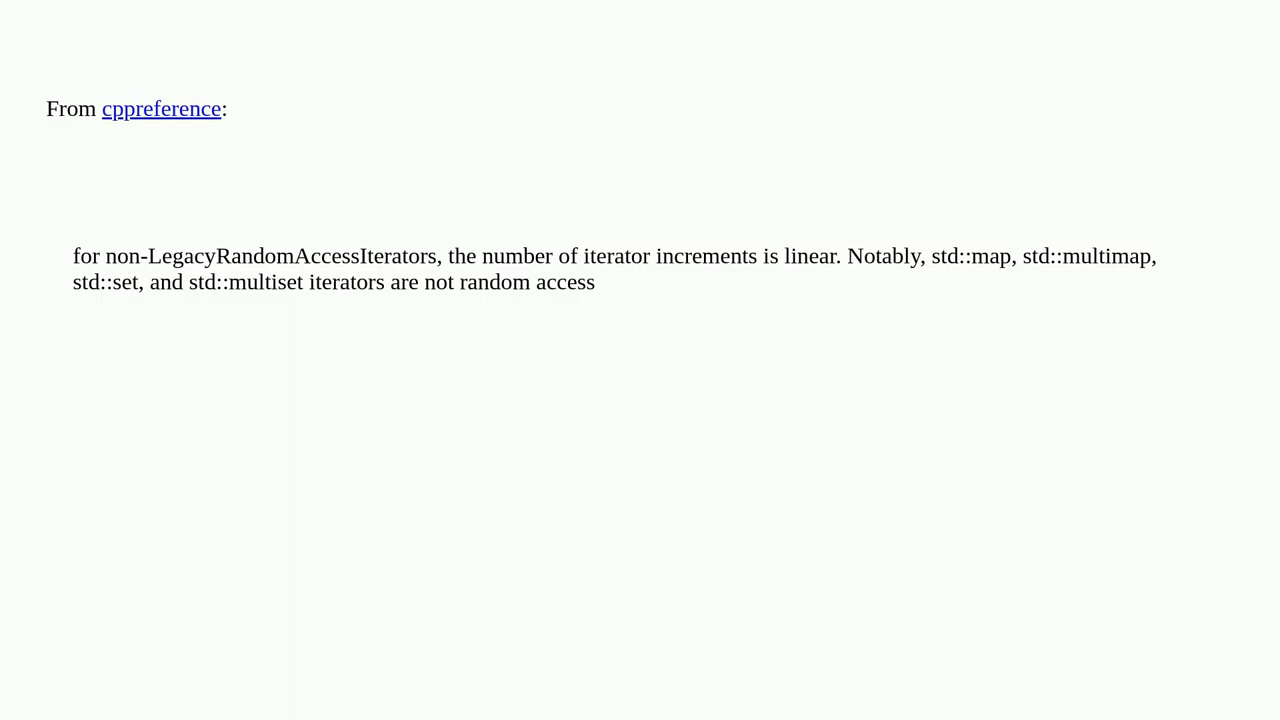 From cppreference:
for non-LegacyRandomAccessIterators, the number of iterator increments is linear. Notably, std::map, std::multimap,
std::set, and std::multiset iterators are not random access